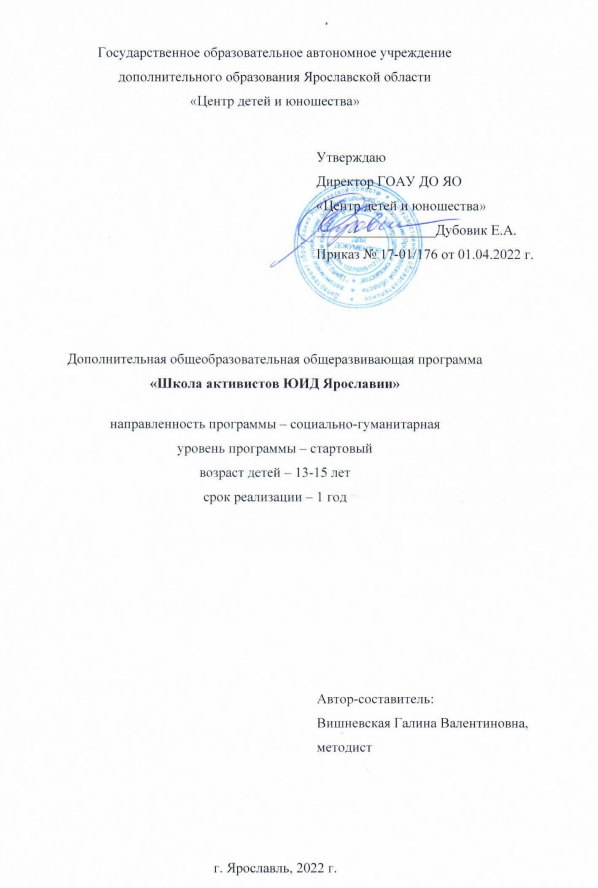 Государственное образовательное автономное учреждение
дополнительного образования Ярославской области
«Центр детей и юношества»
Утверждаю
Директор ГОАУ ДО ЯО
«Центр детей и юношества»
Дубовик Е.А.
Приказ № 17-01/176 от 01.04.2022 г.
ДЛЯ
ДОКУМЕНТОВ
Дополнительная общеобразовательная общеразвивающая программа
«Школа активистов ЮИД Ярославии»
направленность программы – социально-гуманитарная
уровень программы – стартовый
возраст детей – 13-15 лет
срок реализации – 1 год
Автор-составитель:
Вишневская Галина Валентиновна,
методист
г. Ярославль, 2022 г.